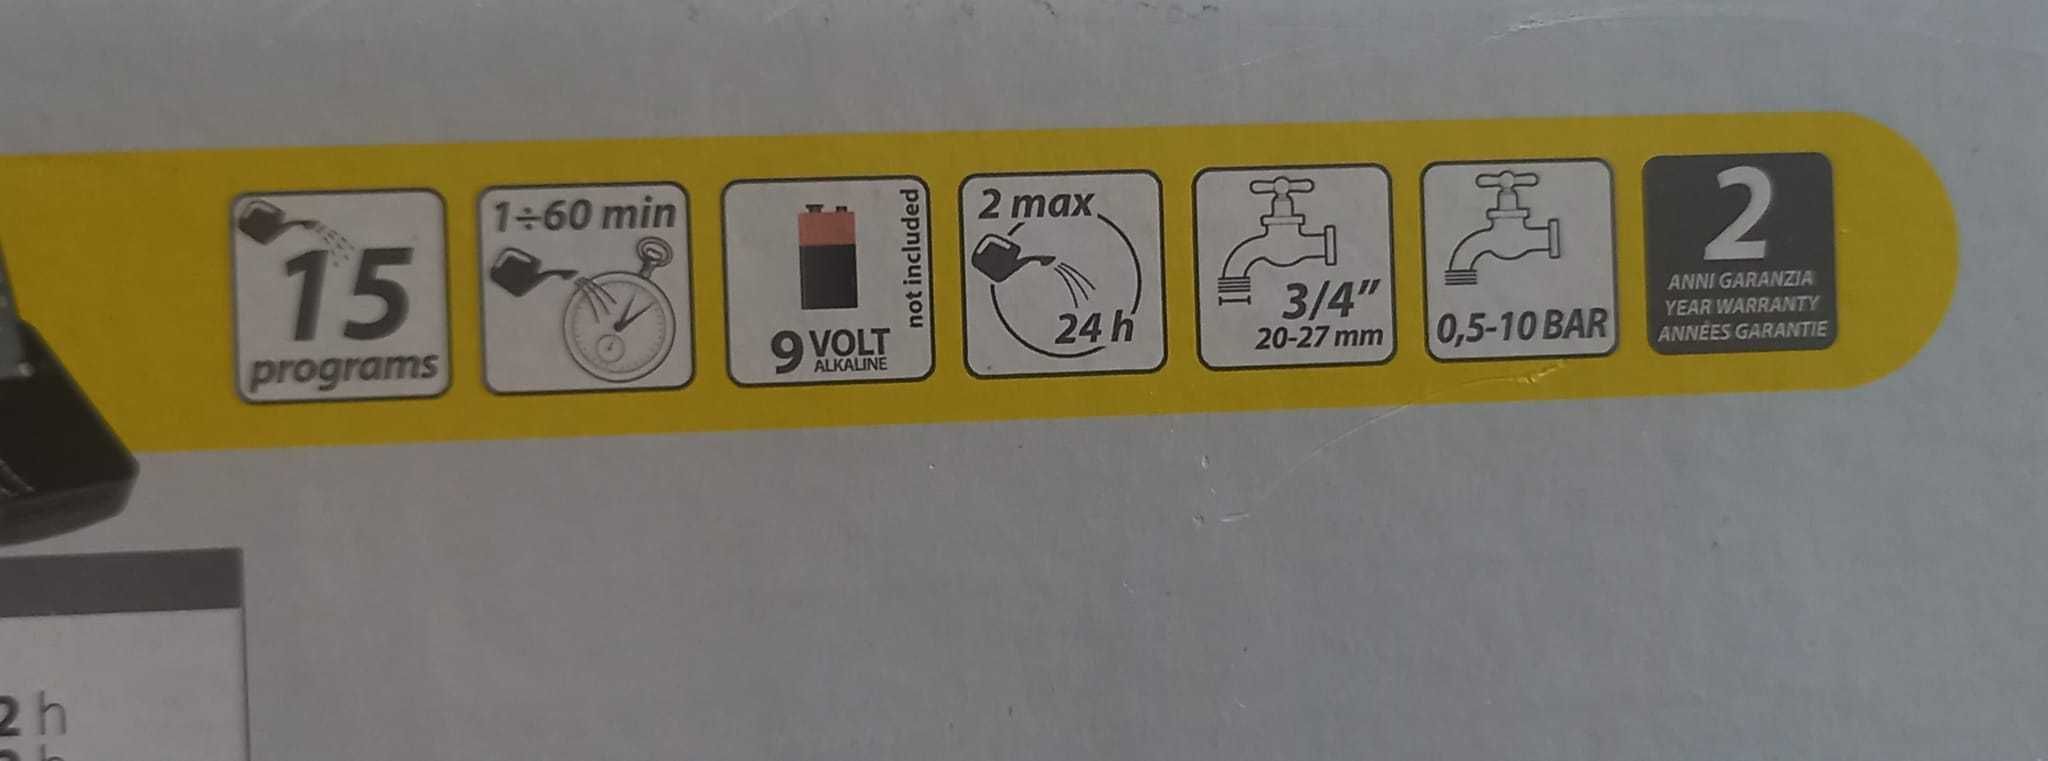 15
programs
1÷60 min
9 VOLT
ALKALINE
not included
2 max
24 h
3/4"
20-27 mm
0,5-10 BAR
2
ANNI GARANZIA
YEAR WARRANTY
ANNÉES GARANTIE
2 h